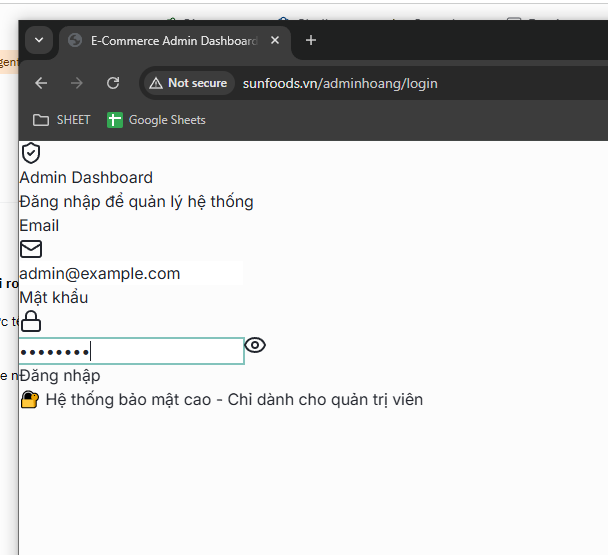 E-Commerce Admin Dashboard
Not secure
sunfoods.vn/adminhoang/login
SHEET
Google Sheets
Admin Dashboard
Đăng nhập để quản lý hệ thống
Email
admin@example.com
Mật khẩu
••••••••
Đăng nhập
Hệ thống bảo mật cao - Chỉ dành cho quản trị viên